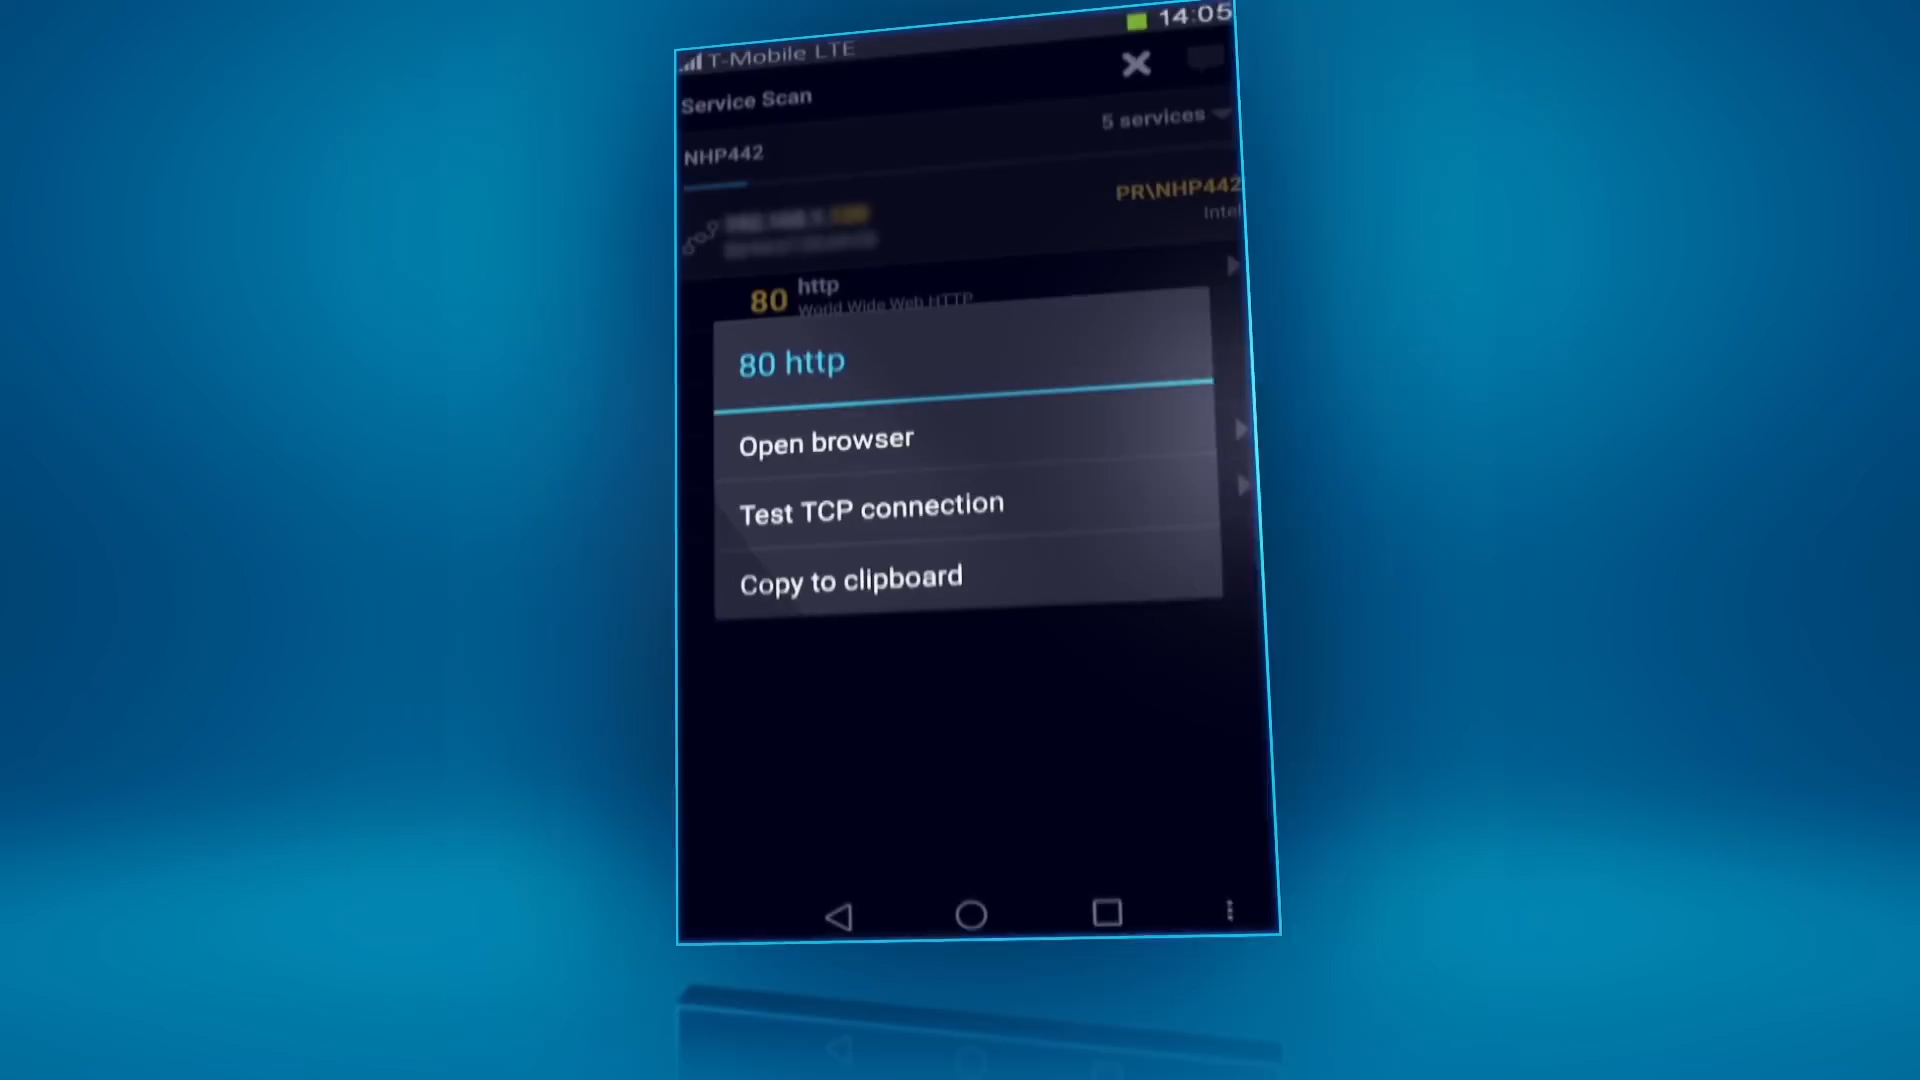 T-Mobile LTE 14:05
Service Scan
5 services
NHP442
PR\NHP442
Intel
80 http
World Wide Web HTTP
80 http
Open browser
Test TCP connection
Copy to clipboard